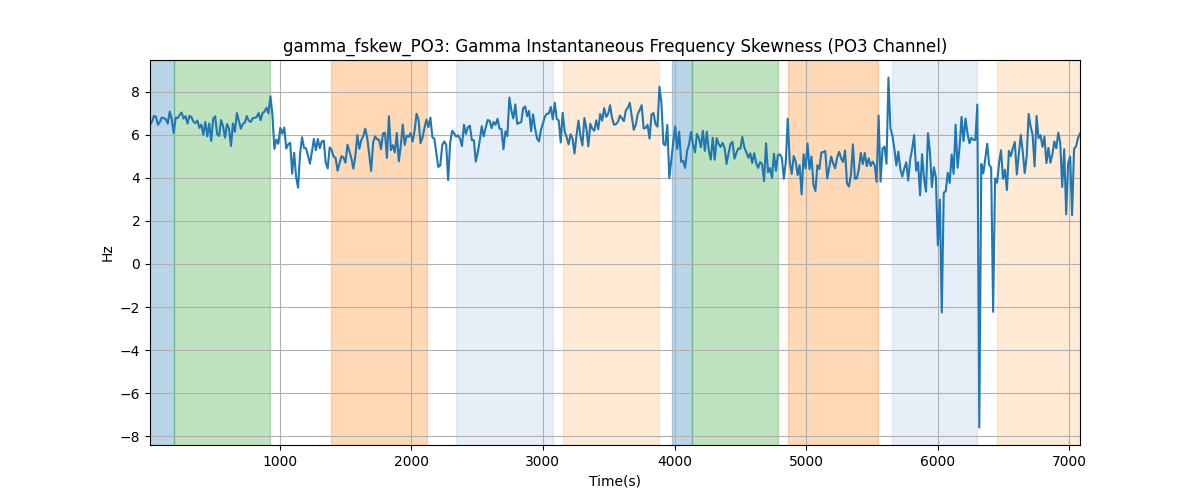 gamma_fskew_PO3: Gamma Instantaneous Frequency Skewness (PO3 Channel)
8
6
4
2
0
−2
−4
−6
−8
Hz
1000 2000 3000 4000 5000 6000 7000
Time(s)